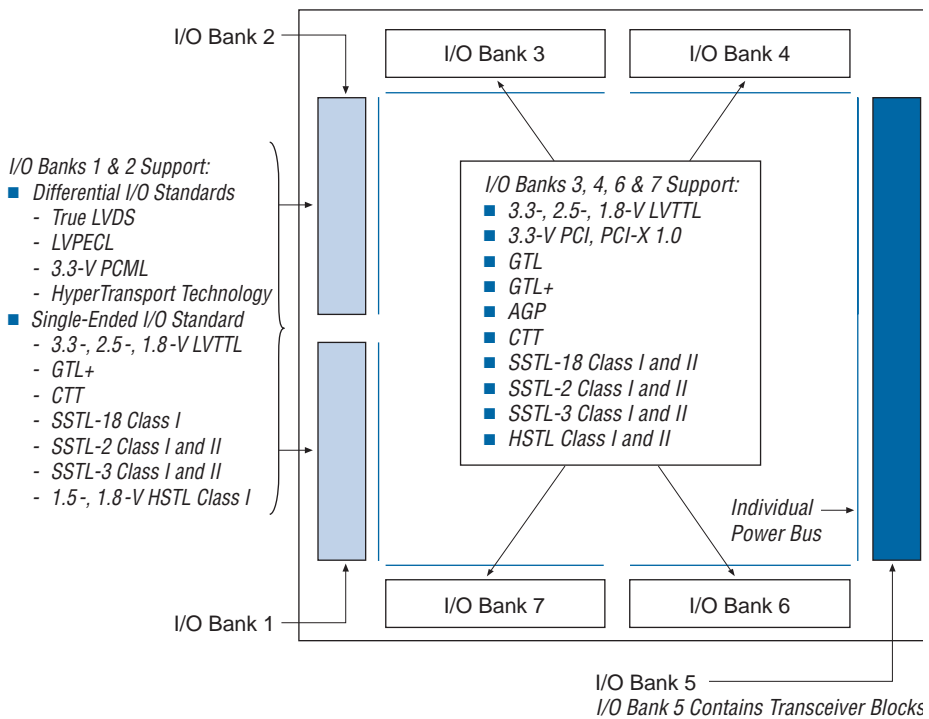 I/O Bank 2
I/O Bank 3
I/O Bank 4
I/O Banks 1 & 2 Support:
■ Differential I/O Standards
- True LVDS
- LVPECL
- 3.3-V PCML
- HyperTransport Technology
■ Single-Ended I/O Standard
- 3.3-, 2.5-, 1.8-V LVTTL
- GTL+
- CTT
- SSTL-18 Class I
- SSTL-2 Class I and II
- SSTL-3 Class I and II
- 1.5-, 1.8-V HSTL Class I
I/O Banks 3, 4, 6 & 7 Support:
■ 3.3-, 2.5-, 1.8-V LVTTL
■ 3.3-V PCI, PCI-X 1.0
■ GTL
■ GTL+
■ AGP
■ CTT
■ SSTL-18 Class I and II
■ SSTL-2 Class I and II
■ SSTL-3 Class I and II
■ HSTL Class I and II
Individual
Power Bus
I/O Bank 1
I/O Bank 7
I/O Bank 6
I/O Bank 5
I/O Bank 5 Contains Transceiver Blocks